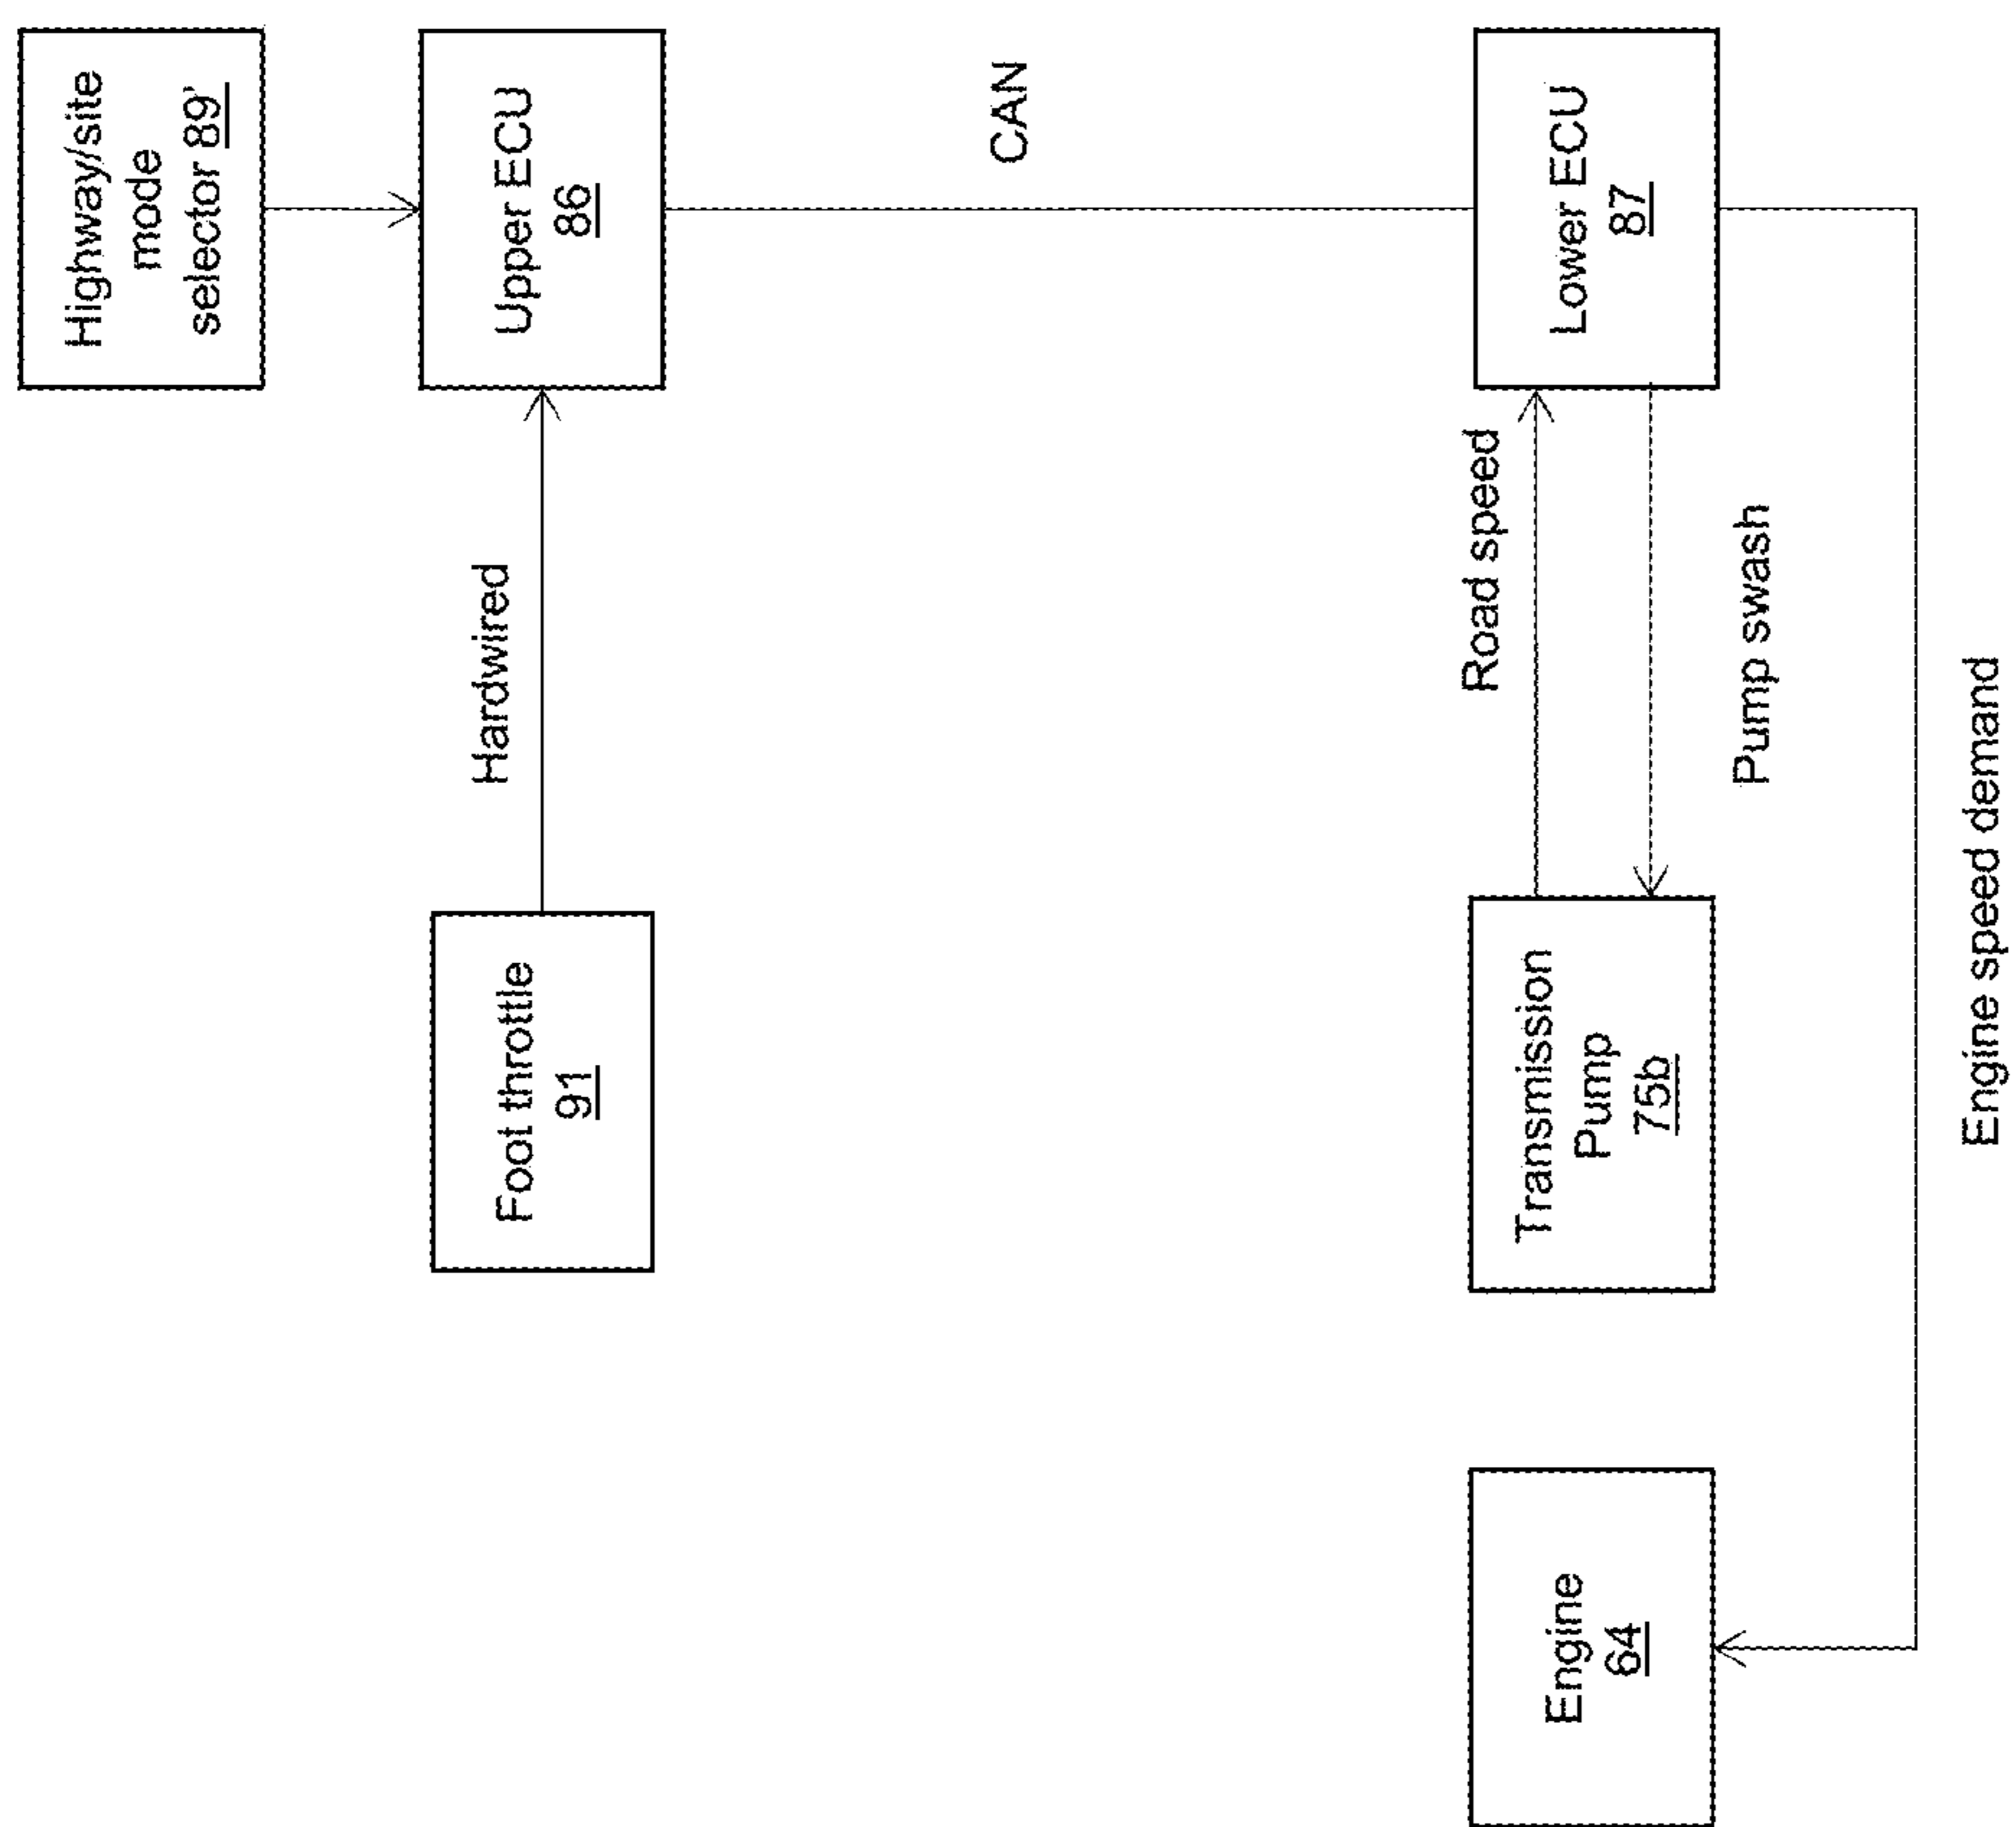 Highway/site
mode
selector 89'
Foot throttle
91
Hardwired
Upper ECU
86
CAN
Engine
64
Transmission
Pump
75b
Road speed
Pump swash
Lower ECU
87
Engine speed demand